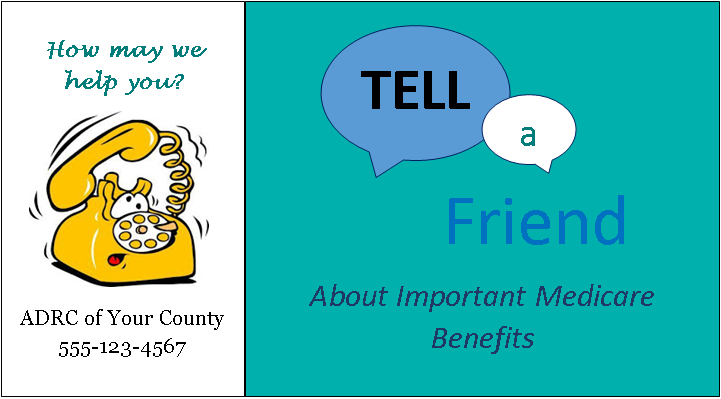 How may we
help you?
ADRC of Your County
555-123-4567
TELL
a
Friend
About Important Medicare
Benefits